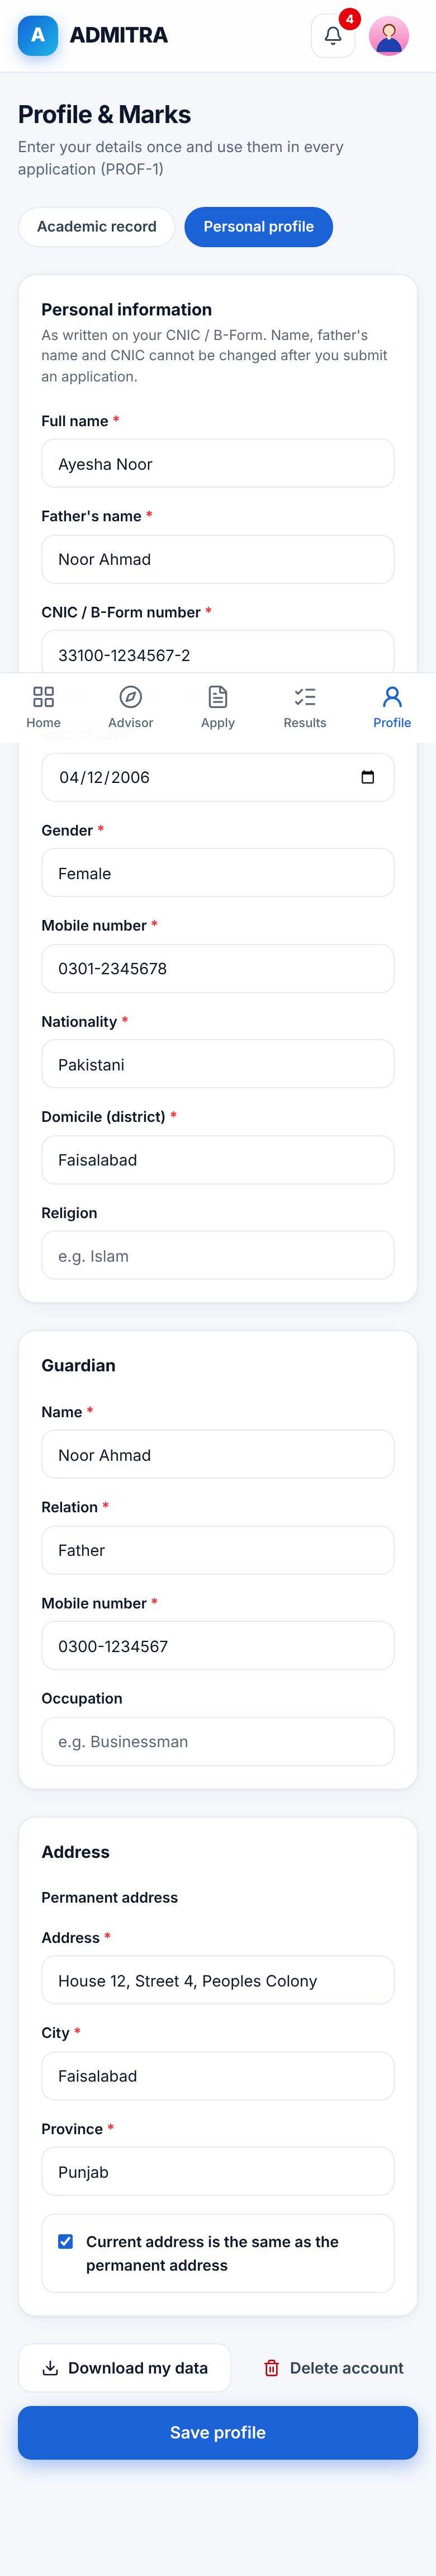 A ADMITRA
4
Profile & Marks
Enter your details once and use them in every
application (PROF-1)
Academic record
Personal profile
Personal information
As written on your CNIC / B-Form. Name, father's
name and CNIC cannot be changed after you submit
an application.
Full name *
Ayesha Noor
Father's name *
Noor Ahmad
CNIC / B-Form number *
33100-1234567-2
Home
Advisor
Apply
Results
Profile
04/12/2006
Gender *
Female
Mobile number *
0301-2345678
Nationality *
Pakistani
Domicile (district) *
Faisalabad
Religion
e.g. Islam
Guardian
Name *
Noor Ahmad
Relation *
Father
Mobile number *
0300-1234567
Occupation
e.g. Businessman
Address
Permanent address
Address *
House 12, Street 4, Peoples Colony
City *
Faisalabad
Province *
Punjab
Current address is the same as the
permanent address
Download my data
Delete account
Save profile